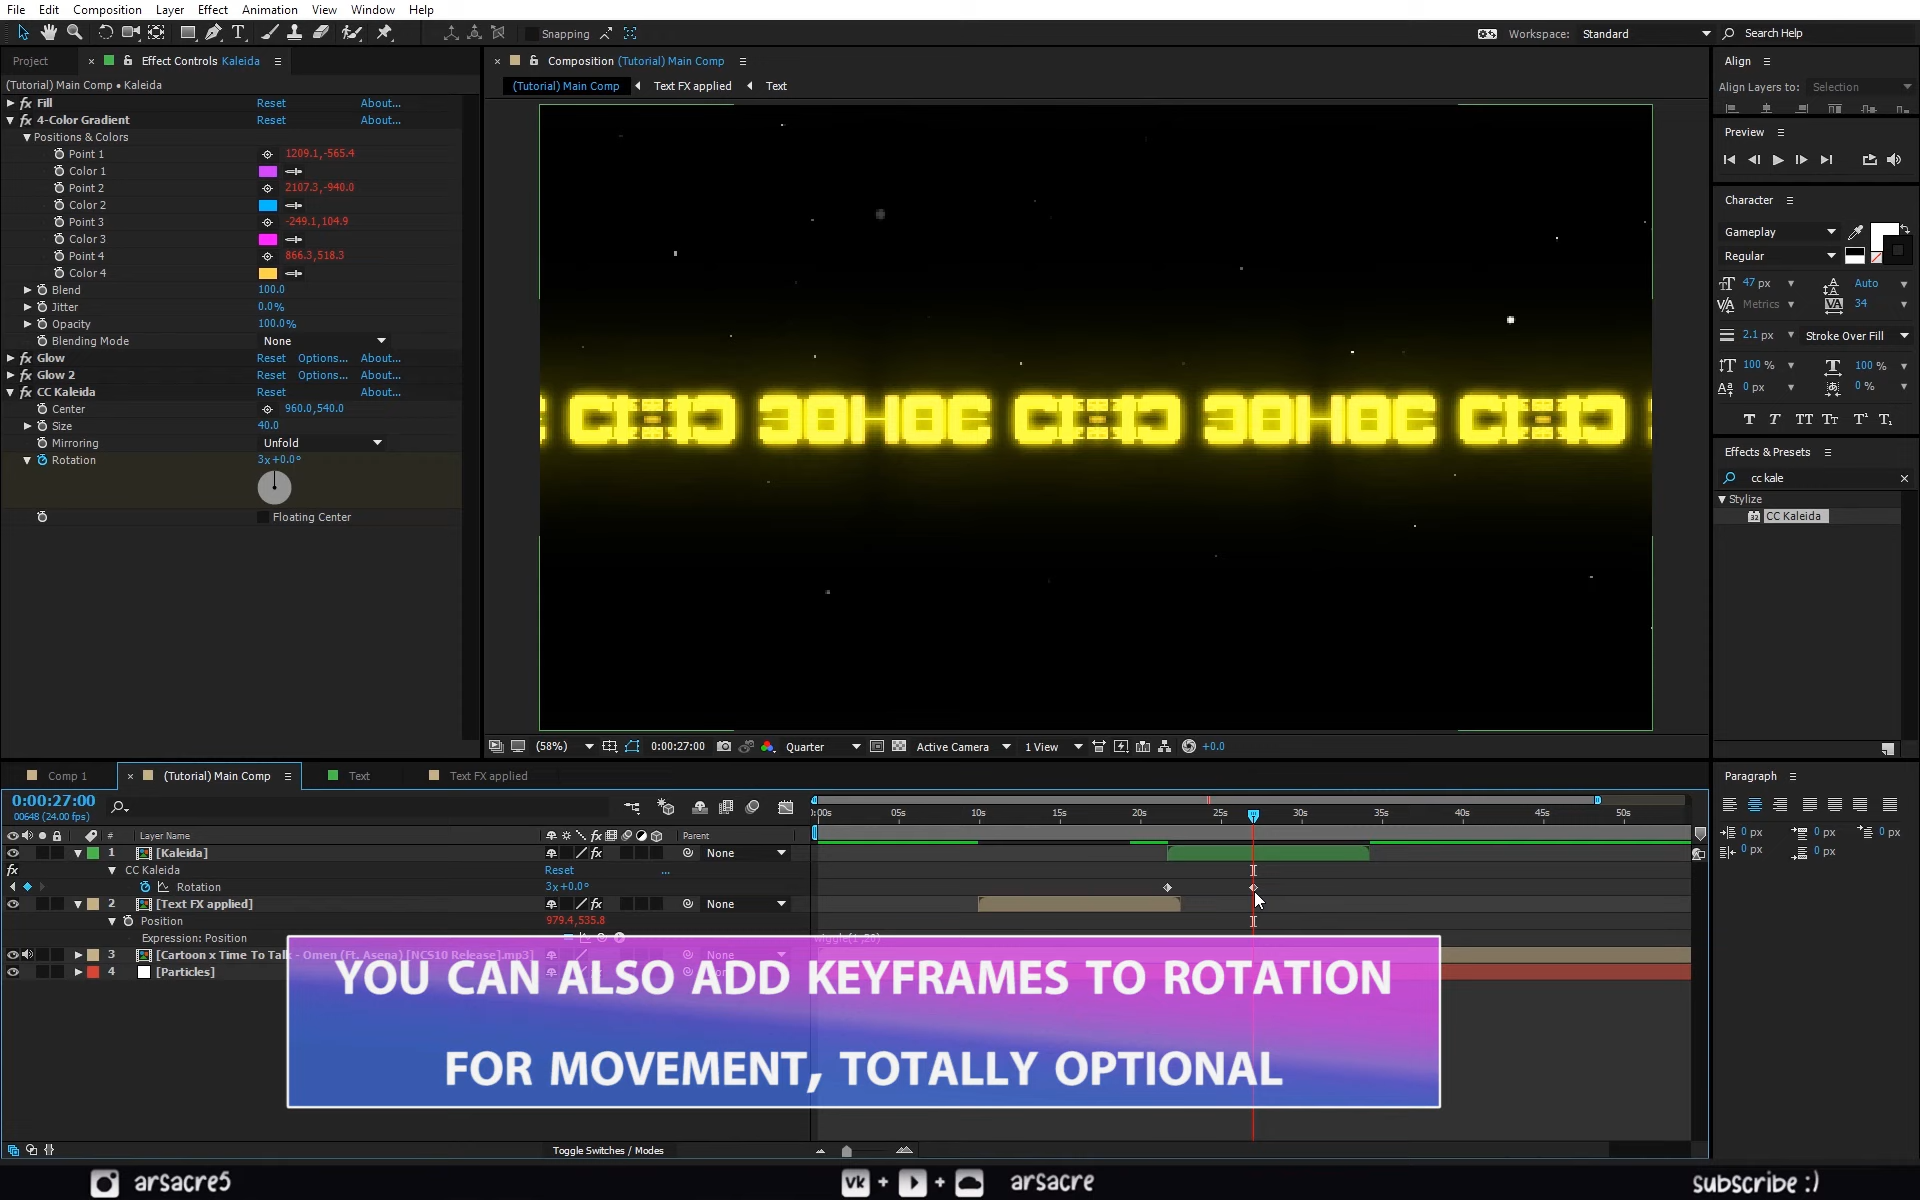 File Edit Composition Layer Effect Animation View Window Help
Snapping
Workspace: Standard
Search Help
Project
Effect Controls Kaleida
(Tutorial) Main Comp • Kaleida
fx Fill Reset About...
fx 4-Color Gradient Reset About...
Positions & Colors
Point 1 1209.1,-565.4
Color 1
Point 2 2107.3,-940.0
Color 2
Point 3 -249.1,104.9
Color 3
Point 4 866.3,518.3
Color 4
Blend 100.0
Jitter 0.0%
Opacity 100.0%
Blending Mode None
fx Glow Reset Options... About...
fx Glow 2 Reset Options... About...
fx CC Kaleida Reset About...
Center 960.0,540.0
Size 40.0
Mirroring Unfold
Rotation 3x+0.0°
Floating Center
Composition (Tutorial) Main Comp
(Tutorial) Main Comp Text FX applied Text
(58%) 0:00:27:00 Quarter Active Camera 1 View +0.0
Align
Align Layers to: Selection
Preview
Character
Gameplay
Regular
47 px Auto
Metrics 34
2.1 px Stroke Over Fill
100 % 100 %
0 px 0 %
T T TT Tt T¹ T₁
Effects & Presets
cc kale
Stylize
32 CC Kaleida
Comp 1 (Tutorial) Main Comp Text Text FX applied
0:00:27:00
00648 (24.00 fps)
05s 10s 15s 20s 25s 30s 35s 40s 45s 50s
# Layer Name Parent
1 [Kaleida] None
CC Kaleida Reset ...
Rotation 3x+0.0°
2 [Text FX applied] None
Position 979.4,535.8
Expression: Position
3 [Cartoon x Time To Talk - Omen (Ft. Asena) [NCS10 Release].mp3] None
4 [Particles] None
YOU CAN ALSO ADD KEYFRAMES TO ROTATION
FOR MOVEMENT, TOTALLY OPTIONAL
Toggle Switches / Modes
Paragraph
0 px 0 px 0 px
0 px 0 px
arsacre5
vk + + arsacre
subscribe :)